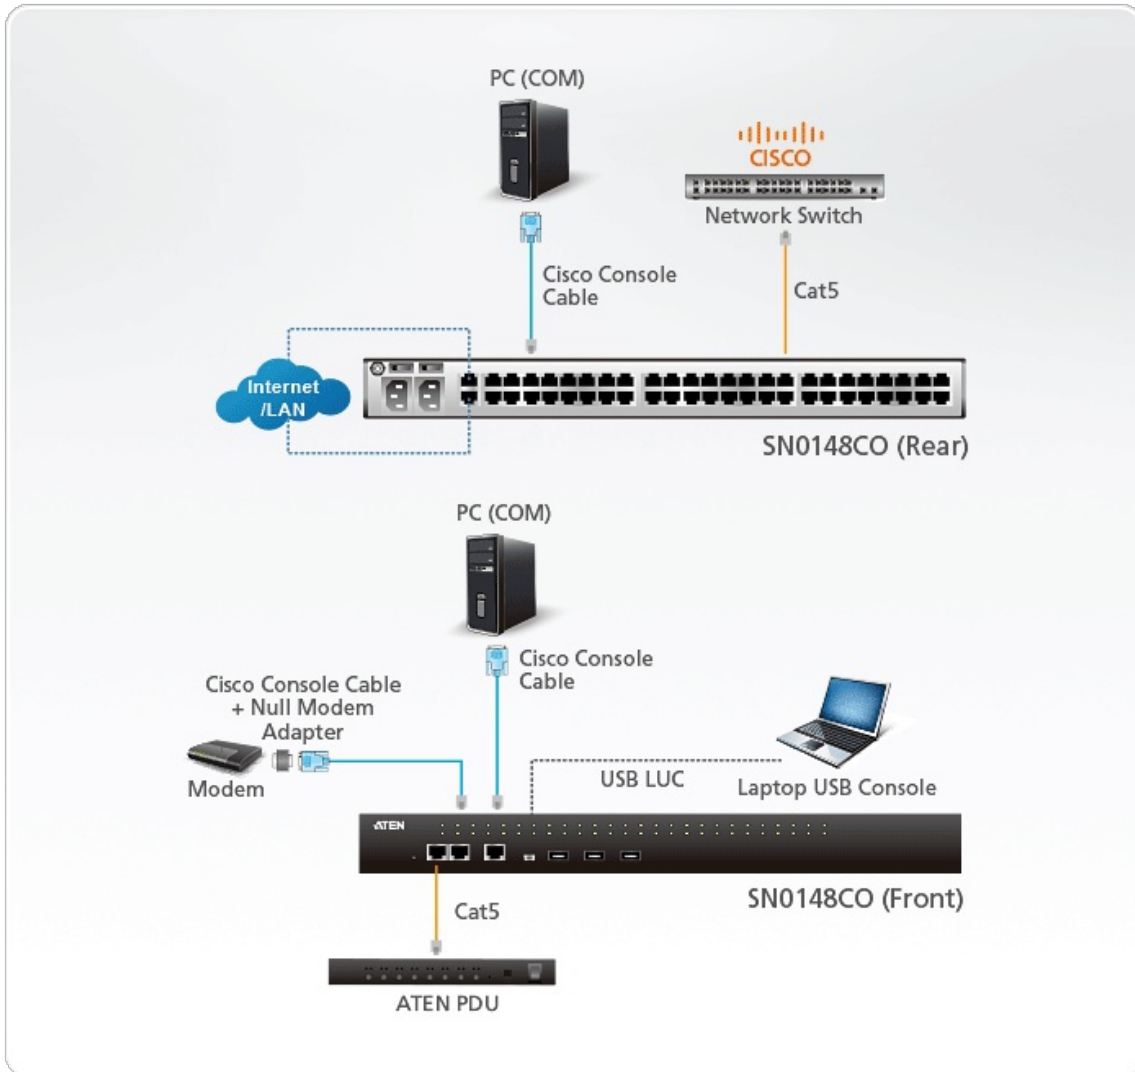 PC (COM)
CISCO
Network Switch
Cisco Console
Cable
Cat5
Internet
/LAN
SN0148CO (Rear)
PC (COM)
Cisco Console
Cable
Cisco Console Cable
+ Null Modem
Adapter
Modem
USB LUC
Laptop USB Console
ATEN
SN0148CO (Front)
Cat5
ATEN PDU